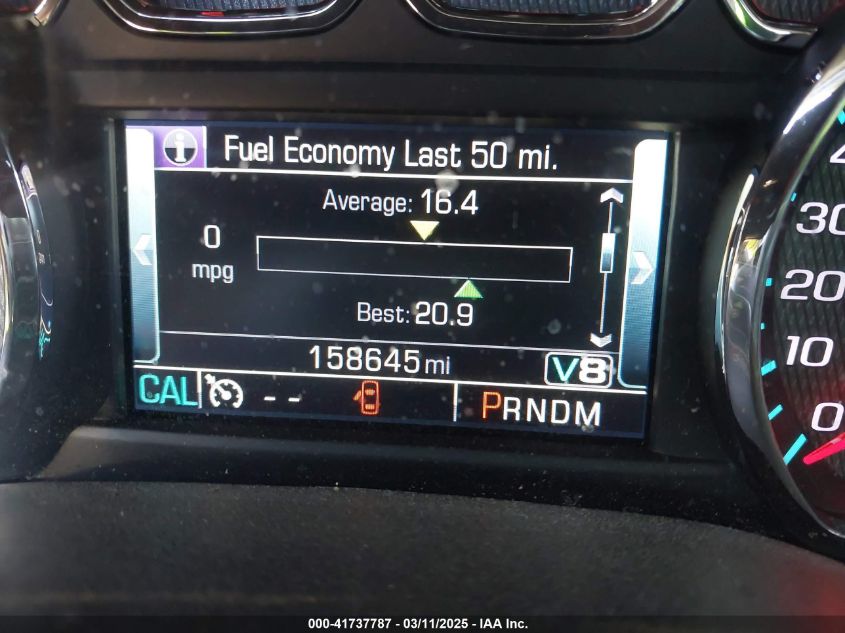 Fuel Economy Last 50 mi.
Average: 16.4
0
mpg
Best: 20.9
158645 mi
V8
CAL -- PRNDM
30
20
10
0
000-41737787 - 03/11/2025 - IAA Inc.